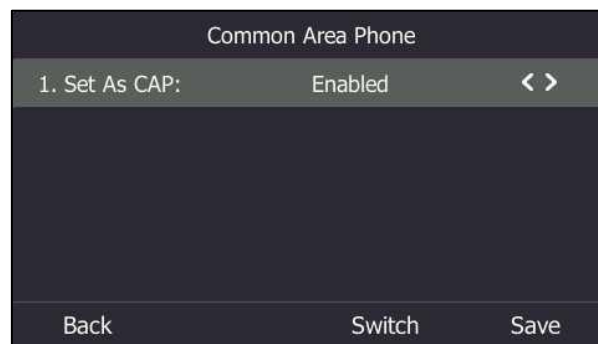 Common Area Phone
1. Set As CAP: Enabled < >
Back Switch Save